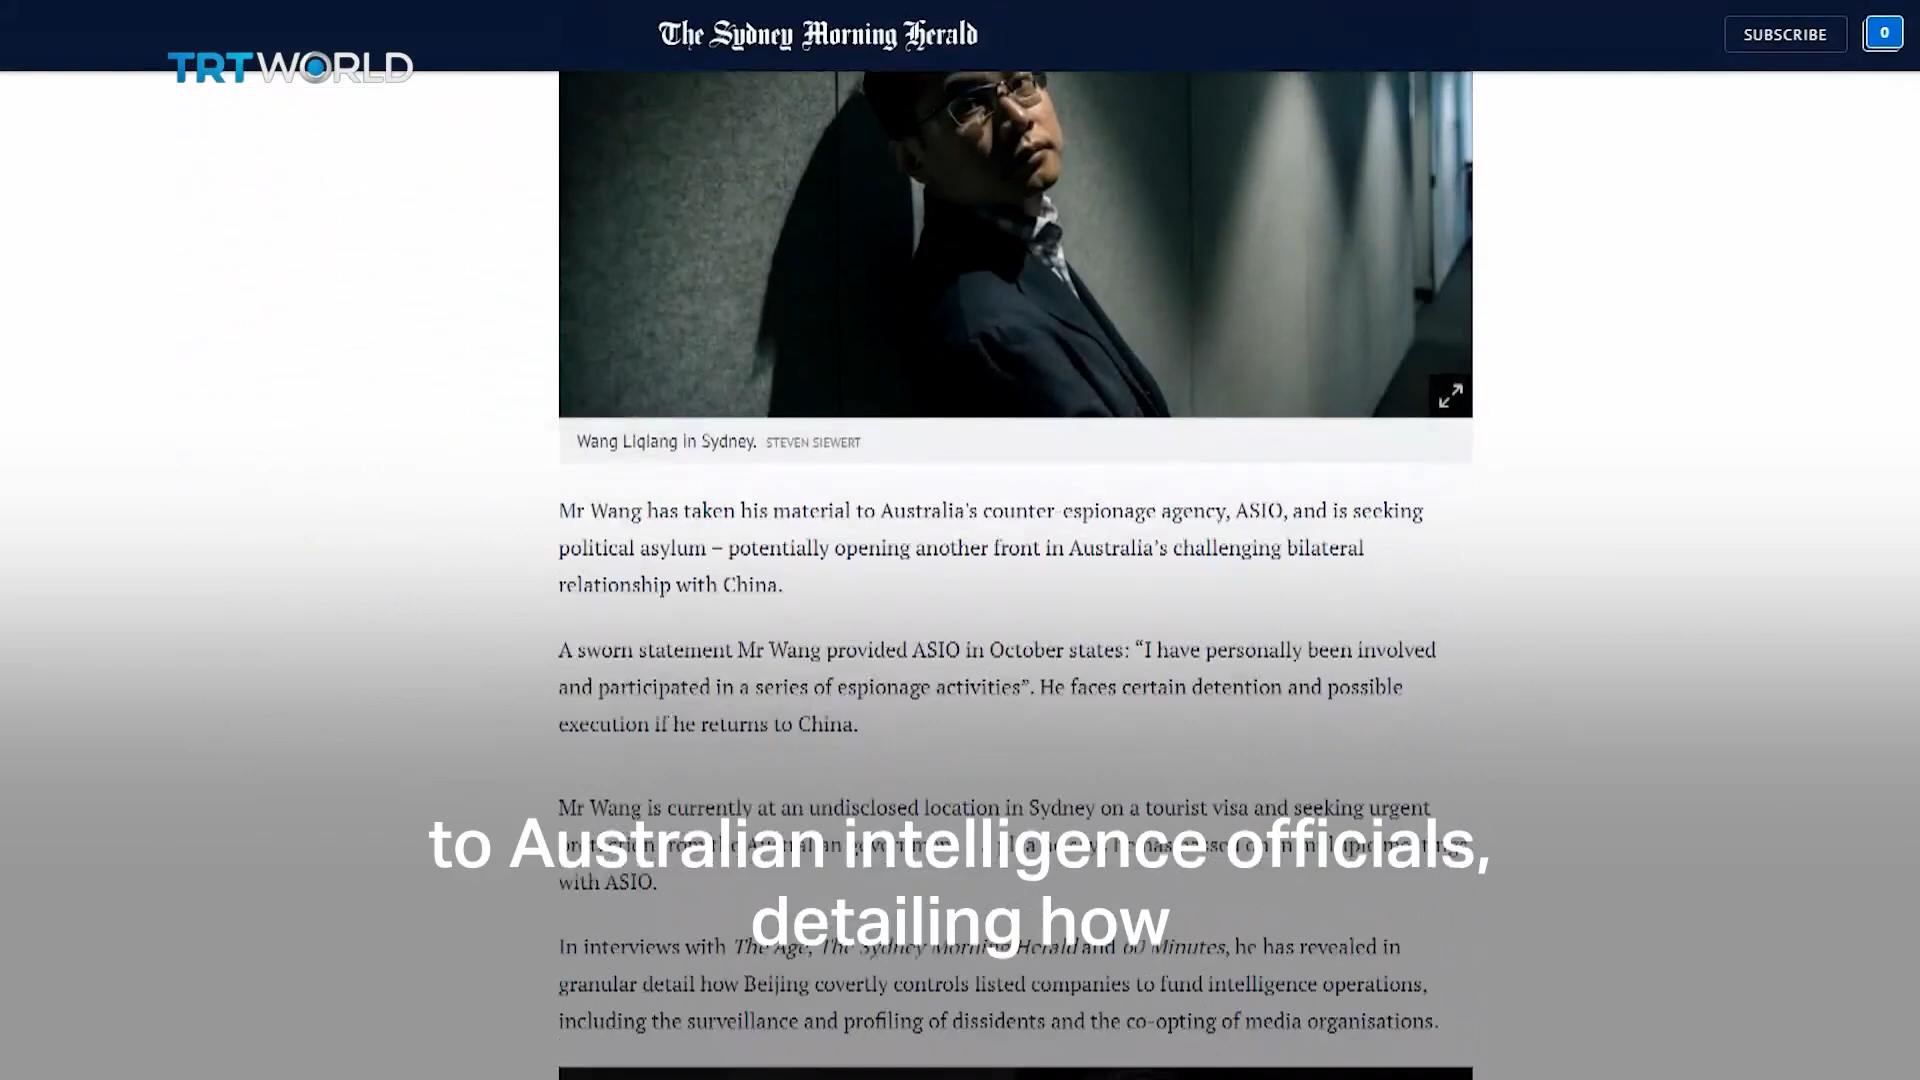 The Sydney Morning Herald
SUBSCRIBE
0
TRT WORLD
Wang Liqiang in Sydney. STEVEN SIEWERT
Mr Wang has taken his material to Australia's counter-espionage agency, ASIO, and is seeking
political asylum – potentially opening another front in Australia's challenging bilateral
relationship with China.
A sworn statement Mr Wang provided ASIO in October states: “I have personally been involved
and participated in a series of espionage activities”. He faces certain detention and possible
execution if he returns to China.
Mr Wang is currently at an undisclosed location in Sydney on a tourist visa and seeking urgent
with ASIO.
to Australian intelligence officials,
detailing how
In interviews with The Age, The Sydney Morning Herald and 60 Minutes, he has revealed in
granular detail how Beijing covertly controls listed companies to fund intelligence operations,
including the surveillance and profiling of dissidents and the co-opting of media organisations.